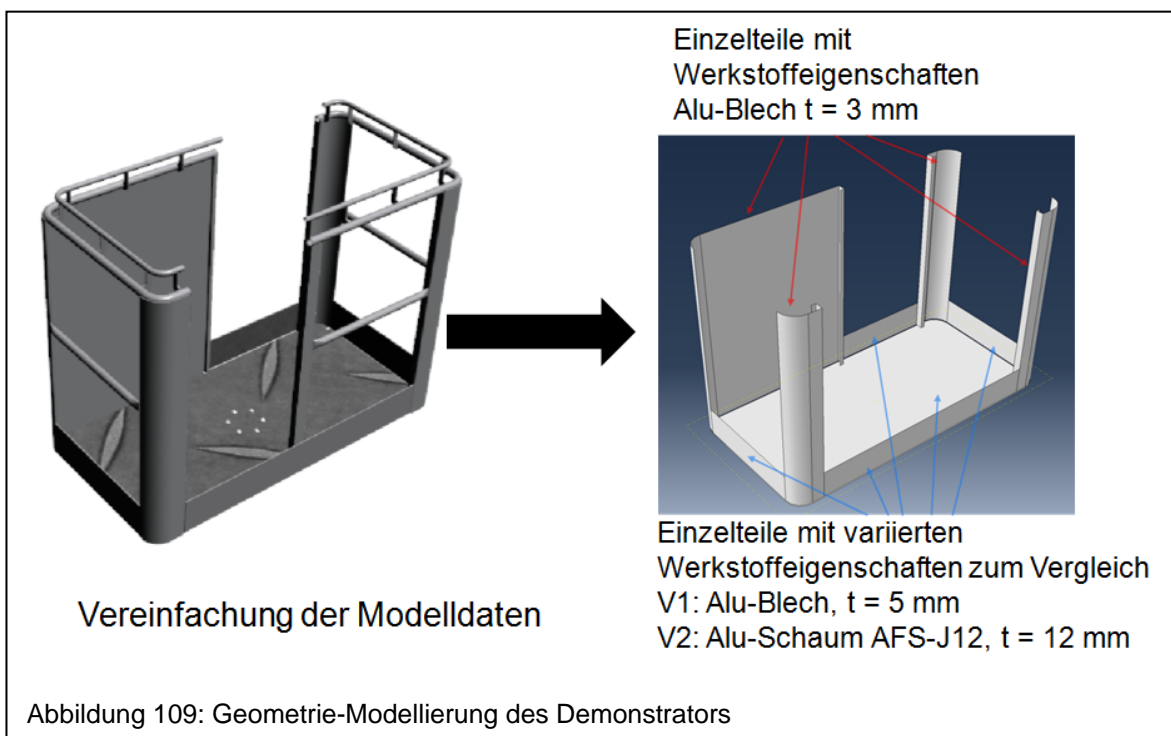 Einzelteile mit
Werkstoffeigenschaften
Alu-Blech t = 3 mm
Einzelteile mit variierten
Werkstoffeigenschaften zum Vergleich
V1: Alu-Blech, t = 5 mm
V2: Alu-Schaum AFS-J12, t = 12 mm
Vereinfachung der Modelldaten
Abbildung 109: Geometrie-Modellierung des Demonstrators